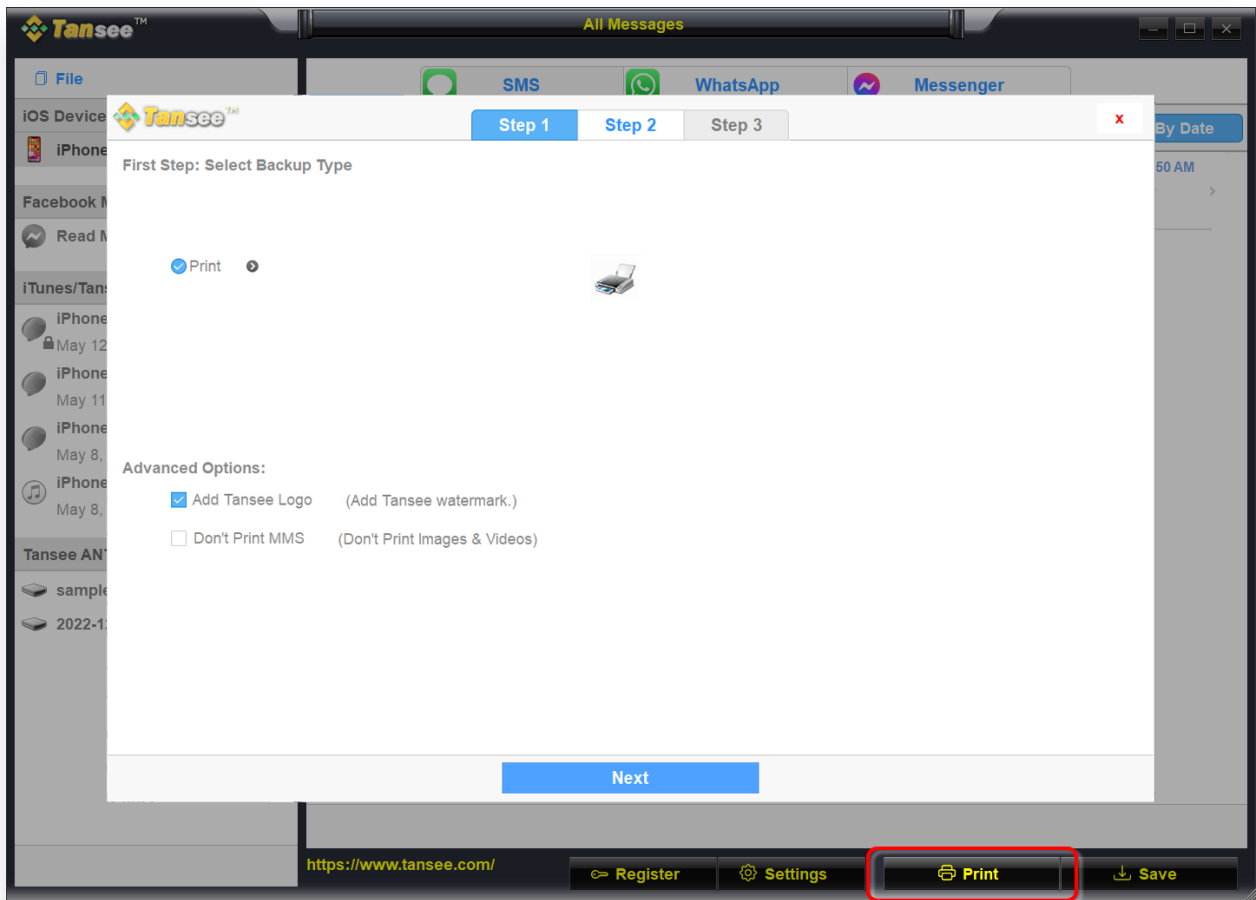 Tansee™
All Messages
File
SMS
WhatsApp
Messenger
iOS Device
Tansee™
Step 1
Step 2
Step 3
x
By Date
iPhone
First Step: Select Backup Type
50 AM
Facebook M
Read M
Print
iTunes/Tans
iPhone
May 12
iPhone
May 11
iPhone
May 8,
iPhone
May 8,
Advanced Options:
Add Tansee Logo (Add Tansee watermark.)
Don't Print MMS (Don't Print Images & Videos)
Tansee ANT
sample
2022-1
Next
https://www.tansee.com/
Register
Settings
Print
Save